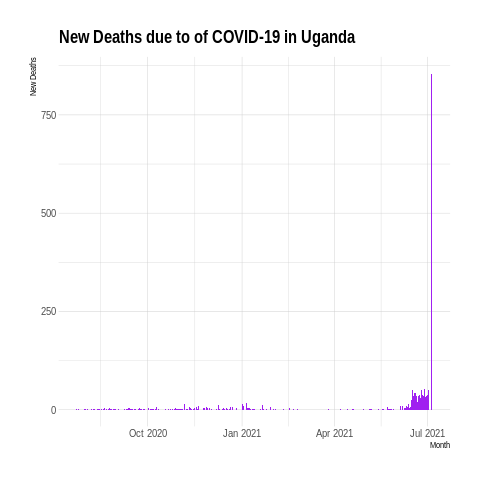 New Deaths due to of COVID-19 in Uganda
New Deaths
750
500
250
0
Oct 2020 Jan 2021 Apr 2021 Jul 2021
Month